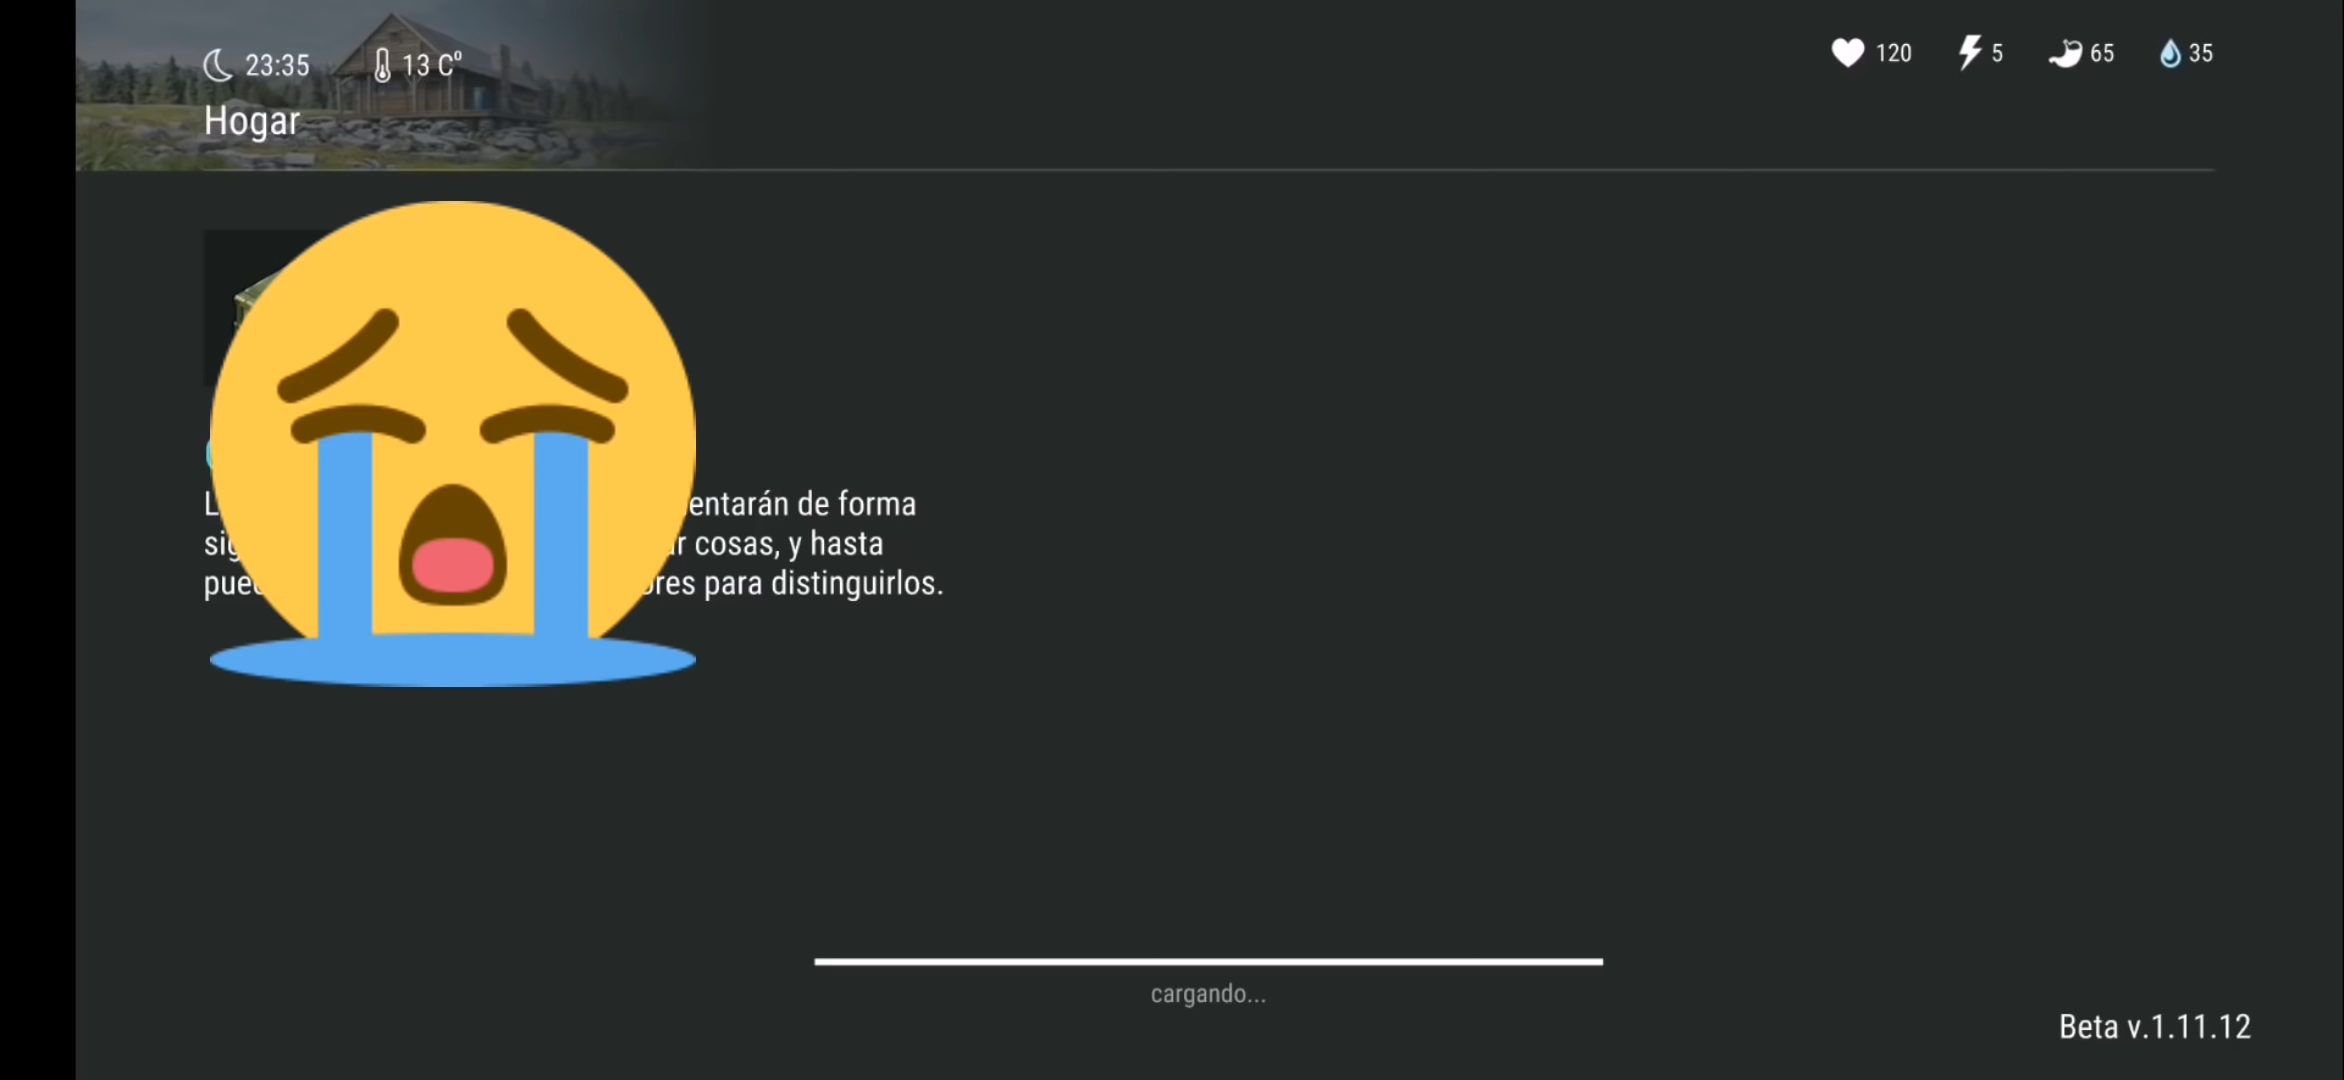 23:35 13 Cº
120 5 65 35
Hogar
entarán de forma
cosas, y hasta
para distinguirlos.
cargando...
Beta v.1.11.12